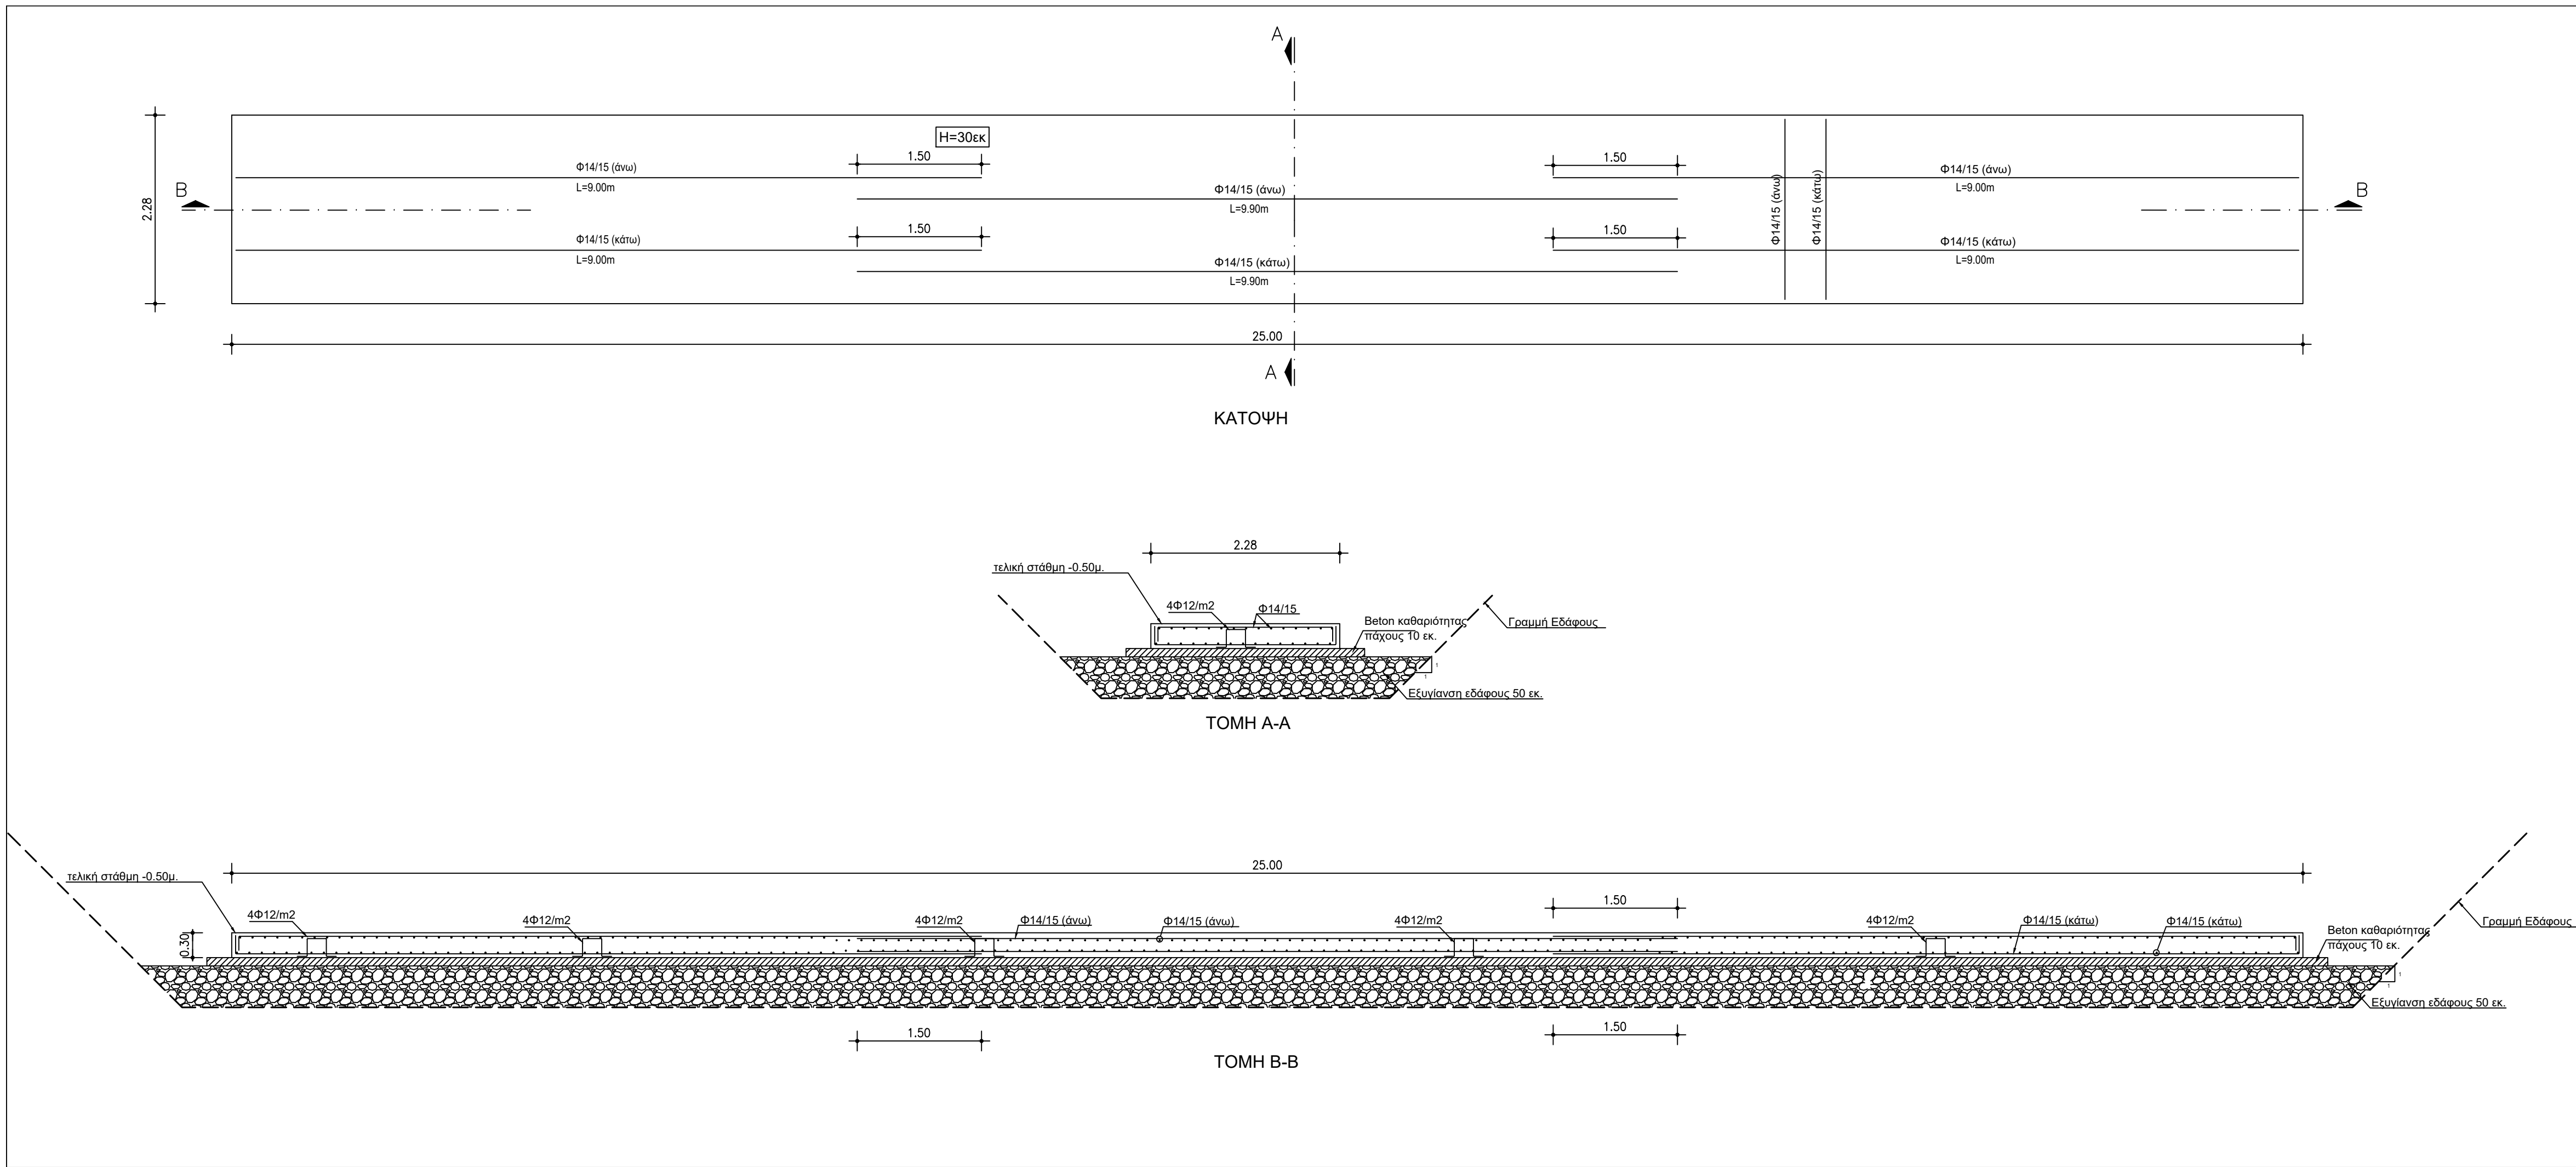 A
H=30εκ
1.50
1.50
Φ14/15 (άνω)
L=9.00m
Φ14/15 (άνω)
L=9.90m
Φ14/15 (άνω)
Φ14/15 (κάτω)
Φ14/15 (άνω)
L=9.00m
B
B
2.28
1.50
1.50
Φ14/15 (κάτω)
L=9.00m
Φ14/15 (κάτω)
L=9.90m
Φ14/15 (κάτω)
L=9.00m
25.00
A
ΚΑΤΟΨΗ
2.28
τελική στάθμη -0.50μ.
4Φ12/m2
Φ14/15
Beton καθαριότητας
πάχους 10 εκ.
Γραμμή Εδάφους
1
1
Εξυγίανση εδάφους 50 εκ.
ΤΟΜΗ Α-Α
25.00
τελική στάθμη -0.50μ.
1.50
4Φ12/m2
4Φ12/m2
4Φ12/m2
Φ14/15 (άνω)
Φ14/15 (άνω)
4Φ12/m2
4Φ12/m2
Φ14/15 (κάτω)
Φ14/15 (κάτω)
Γραμμή Εδάφους
0.30
Beton καθαριότητας
πάχους 10 εκ.
1
1
Εξυγίανση εδάφους 50 εκ.
1.50
1.50
ΤΟΜΗ Β-Β